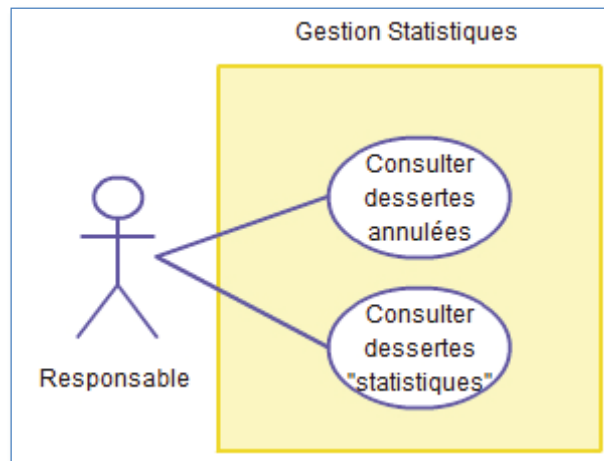 Gestion Statistiques
Consulter
dessertes
annulées
Consulter
dessertes
"statistiques"
Responsable